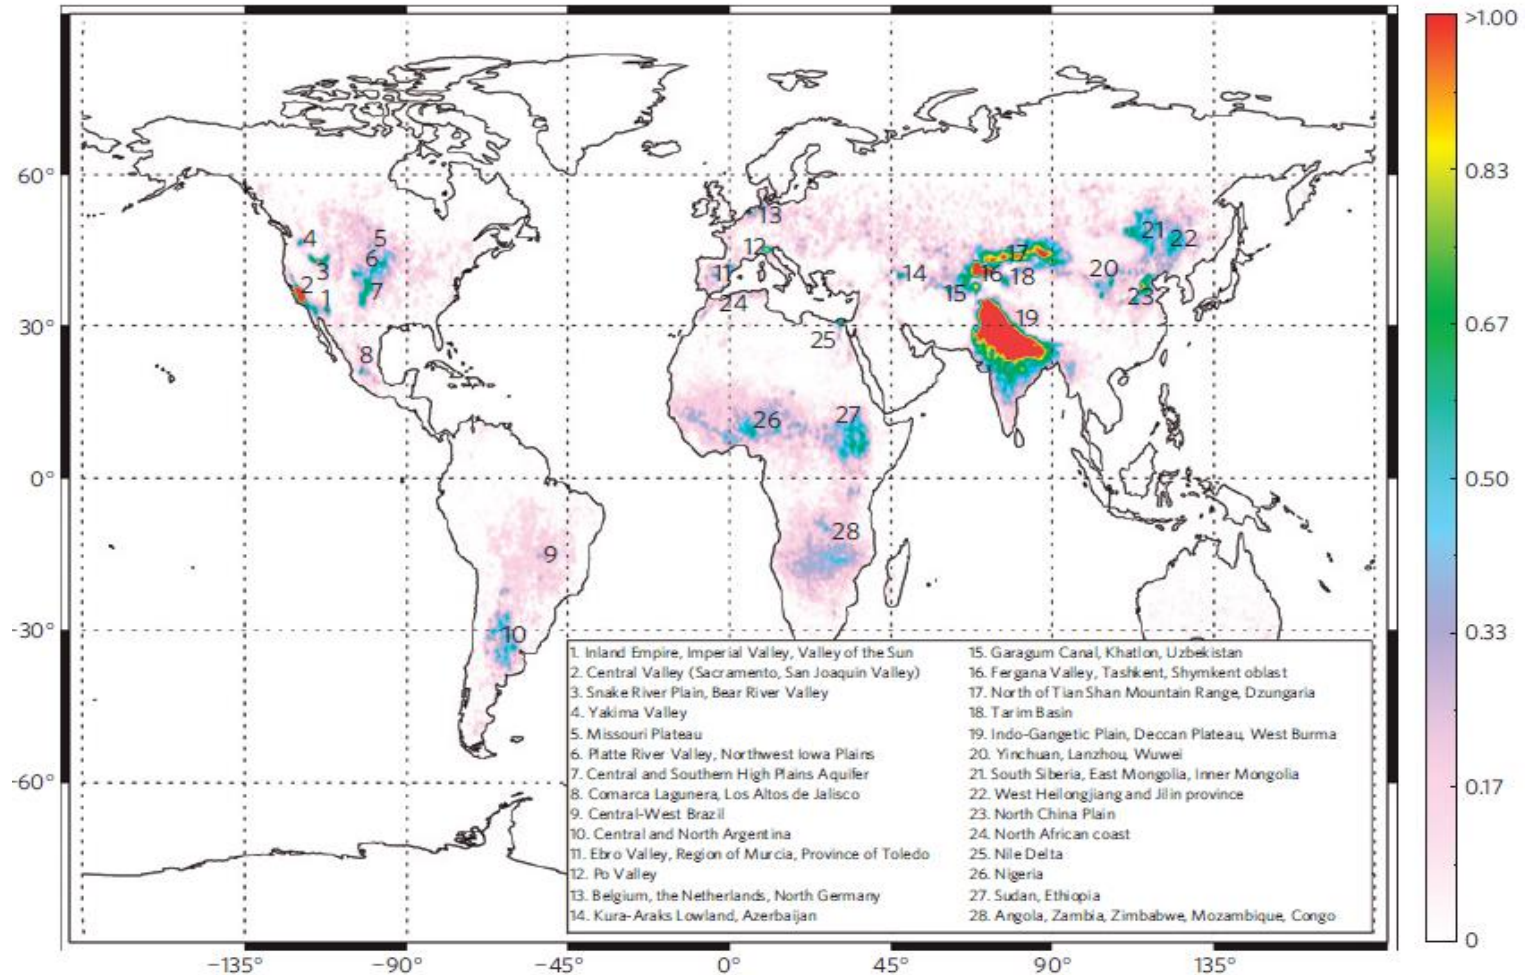 >1.00
0.83
0.67
0.50
0.33
0.17
0
60°
30°
0°
-30°
-60°
-135°
-90°
-45°
0°
45°
90°
135°
4
5
3
6
2
1
7
8
9
10
13
12
11
24
25
14
17
16
18
15
19
20
21
22
23
26
27
28
1. Inland Empire, Imperial Valley, Valley of the Sun
2. Central Valley (Sacramento, San Joaquin Valley)
3. Snake River Plain, Bear River Valley
4. Yakima Valley
5. Missouri Plateau
6. Platte River Valley, Northwest Iowa Plains
7. Central and Southern High Plains Aquifer
8. Comarca Lagunera, Los Altos de Jalisco
9. Central-West Brazil
10. Central and North Argentina
11. Ebro Valley, Region of Murcia, Province of Toledo
12. Po Valley
13. Belgium, the Netherlands, North Germany
14. Kura-Araks Lowland, Azerbaijan
15. Garagum Canal, Khatlon, Uzbekistan
16. Fergana Valley, Tashkent, Shymkent oblast
17. North of Tian Shan Mountain Range, Dzungaria
18. Tarim Basin
19. Indo-Gangetic Plain, Deccan Plateau, West Burma
20. Yinchuan, Lanzhou, Wuwei
21. South Siberia, East Mongolia, Inner Mongolia
22. West Heilongjiang and Jilin province
23. North China Plain
24. North African coast
25. Nile Delta
26. Nigeria
27. Sudan, Ethiopia
28. Angola, Zambia, Zimbabwe, Mozambique, Congo